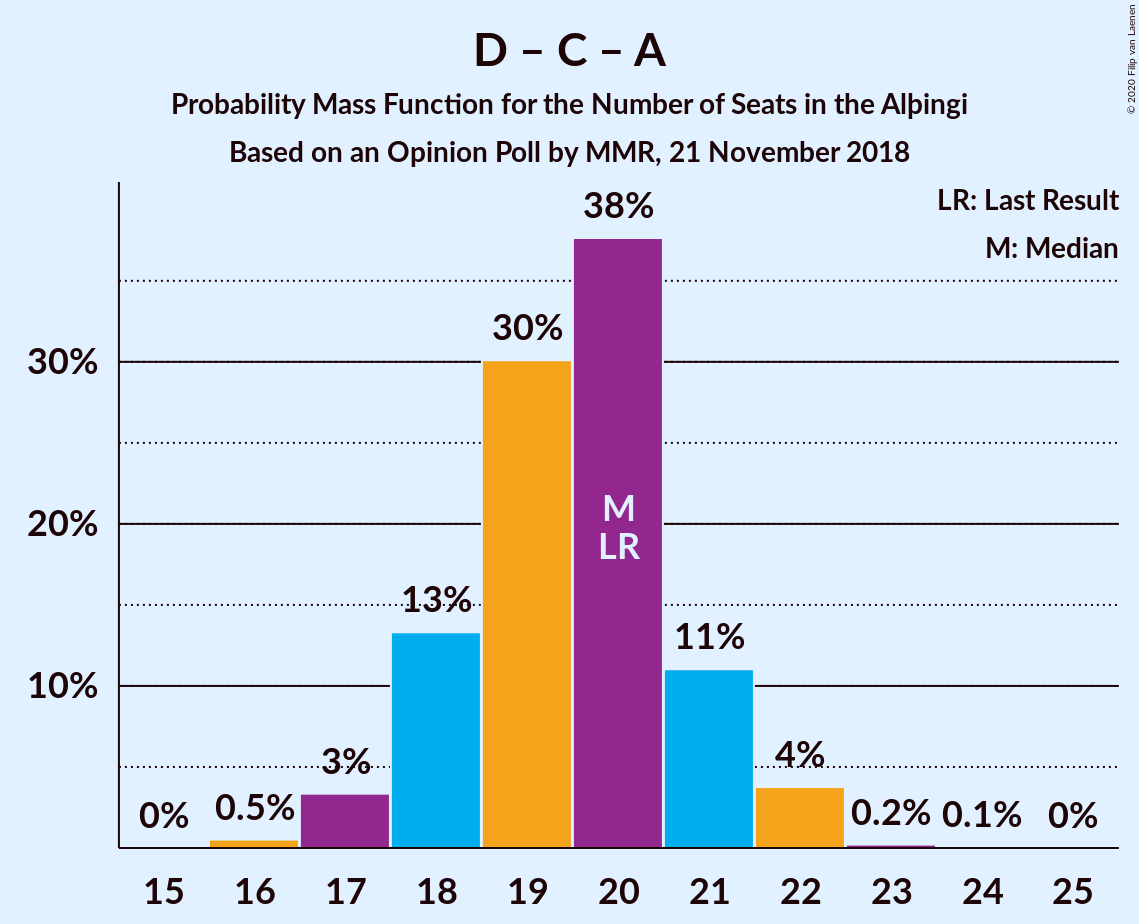 D – C – A
Probability Mass Function for the Number of Seats in the Alþingi
Based on an Opinion Poll by MMR, 21 November 2018
© 2020 Filip van Laenen
LR: Last Result
M: Median
38%
30%
30%
20%
10%
M
LR
13%
11%
3%
4%
0%
0.5%
0.2%
0.1%
0%
15 16 17 18 19 20 21 22 23 24 25